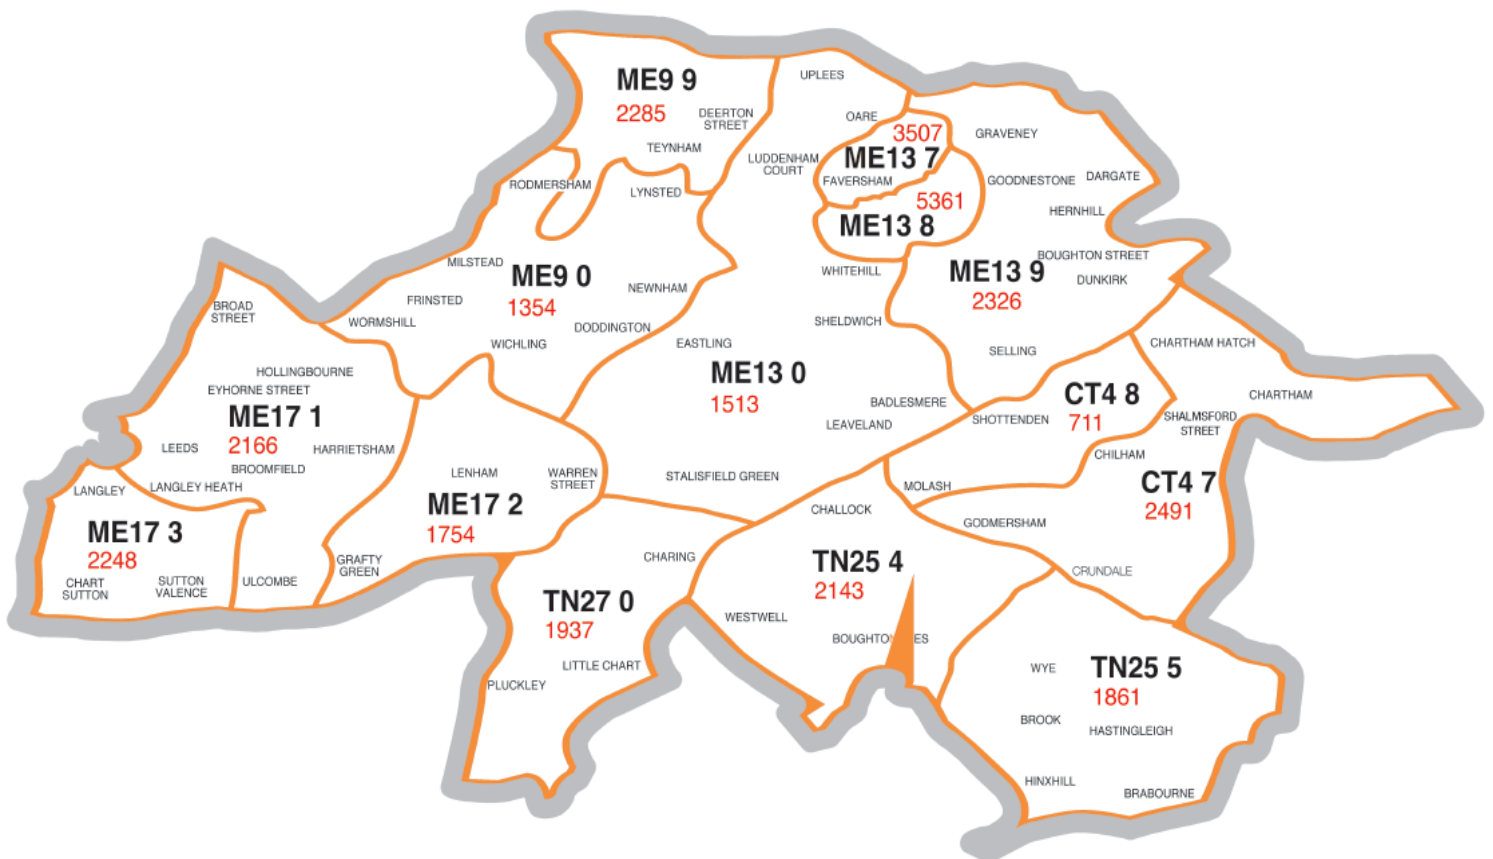 ME9 9
2285
DEERTON
STREET
TEYNHAM
UPLEES
OARE
3507
ME13 7
FAVERSHAM
LUDDENHAM
COURT
GRAVENEY
GOODNESTONE
DARGATE
HERNHILL
RODMERSHAM
LYNSTED
5361
ME13 8
BOUGHTON STREET
DUNKIRK
ME13 9
2326
WHITEHILL
MILSTEAD
ME9 0
1354
FRINSTED
NEWNHAM
WORMSHILL
DODDINGTON
WICHLING
BROAD
STREET
SHELDWICH
EASTLING
SELLING
CHARTHAM HATCH
HOLLINGBOURNE
EYHORNE STREET
ME17 1
2166
LEEDS
HARRIETSHAM
BROOMFIELD
LANGLEY HEATH
LANGLEY
ME13 0
1513
BADLESMERE
LEAVELAND
CT4 8
711
SHOTTENDEN
CHARTHAM
SHALMSFORD
STREET
CHILHAM
LENHAM
WARREN
STREET
STALISFIELD GREEN
ME17 2
1754
MOLASH
CT4 7
2491
CHALLOCK
GODMERSHAM
ME17 3
2248
CHART
SUTTON
SUTTON
VALENCE
ULCOMBE
GRAFTY
GREEN
CHARING
TN25 4
2143
CRUNDALE
TN27 0
1937
WESTWELL
BOUGHTON
ES
LITTLE CHART
PLUCKLEY
WYE
TN25 5
1861
BROOK
HASTINGLEIGH
HINXHILL
BRABOURNE